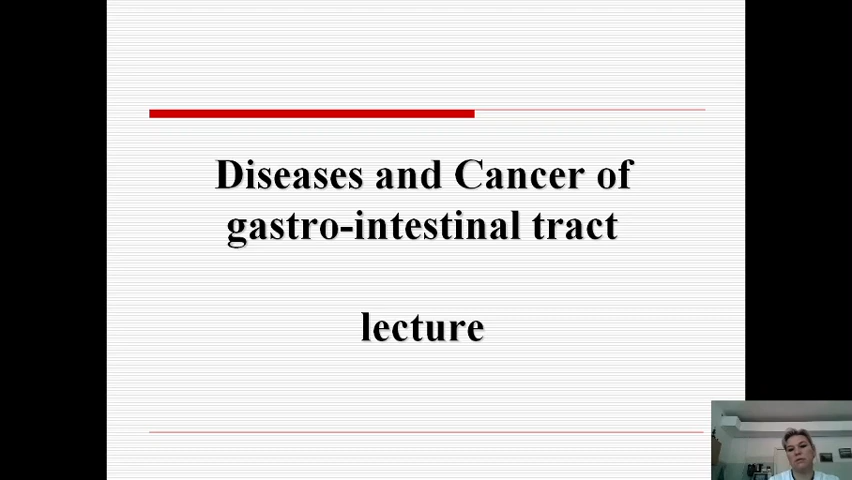 Diseases and Cancer of
gastro-intestinal tract
lecture